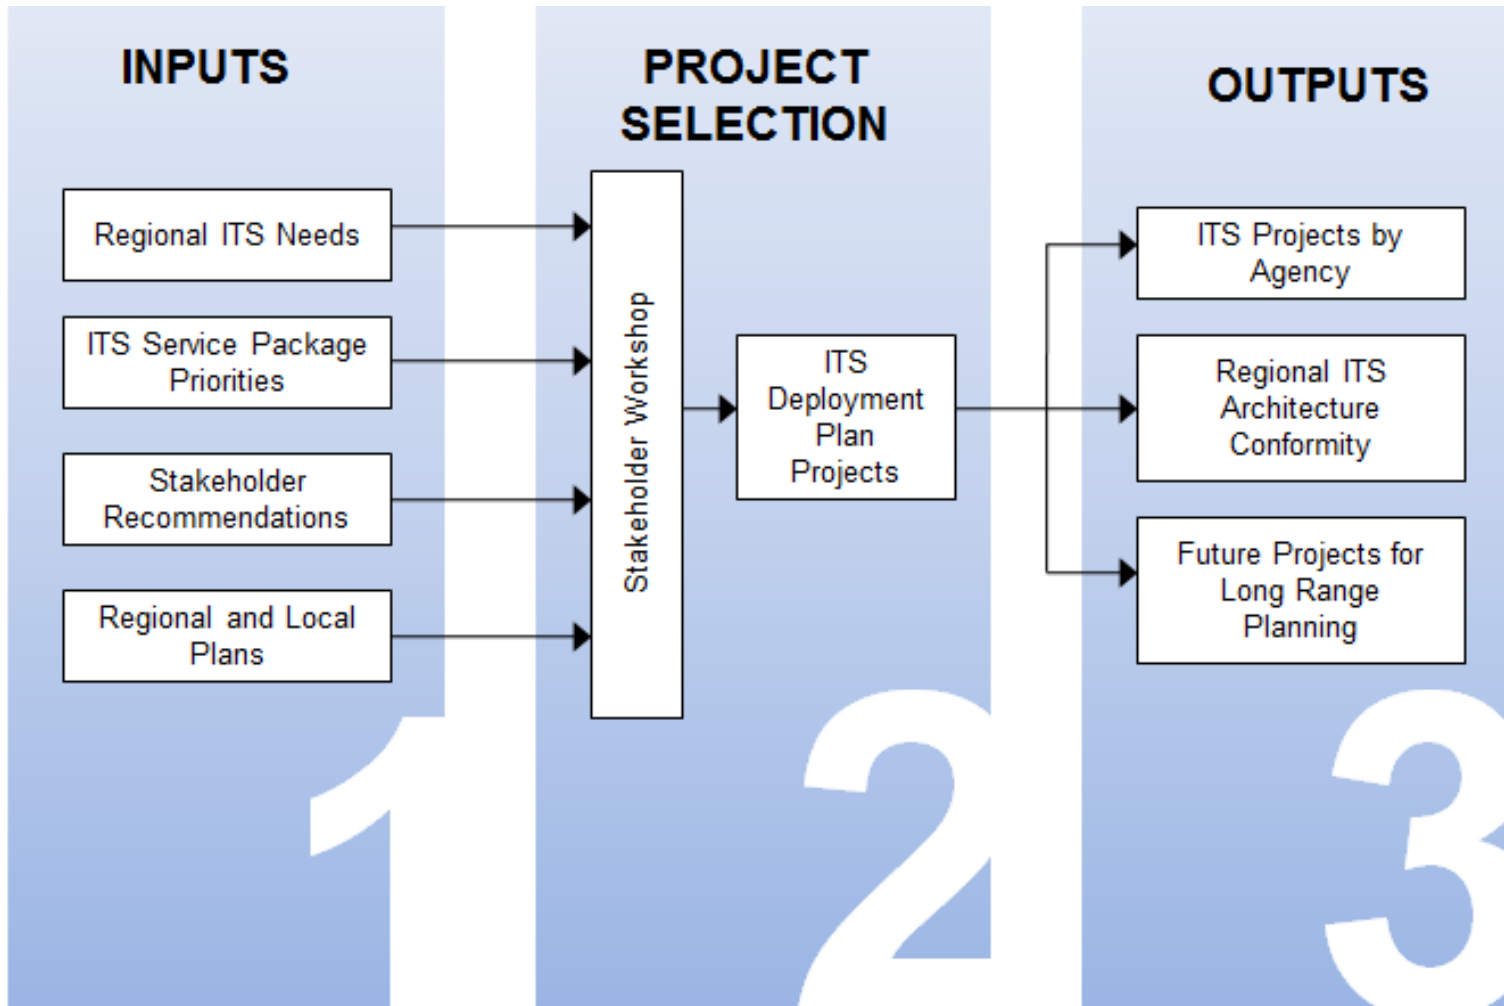 INPUTS
Regional ITS Needs
ITS Service Package
Priorities
Stakeholder
Recommendations
Regional and Local
Plans
1
PROJECT
SELECTION
Stakeholder Workshop
ITS
Deployment
Plan
Projects
2
OUTPUTS
ITS Projects by
Agency
Regional ITS
Architecture
Conformity
Future Projects for
Long Range
Planning
3